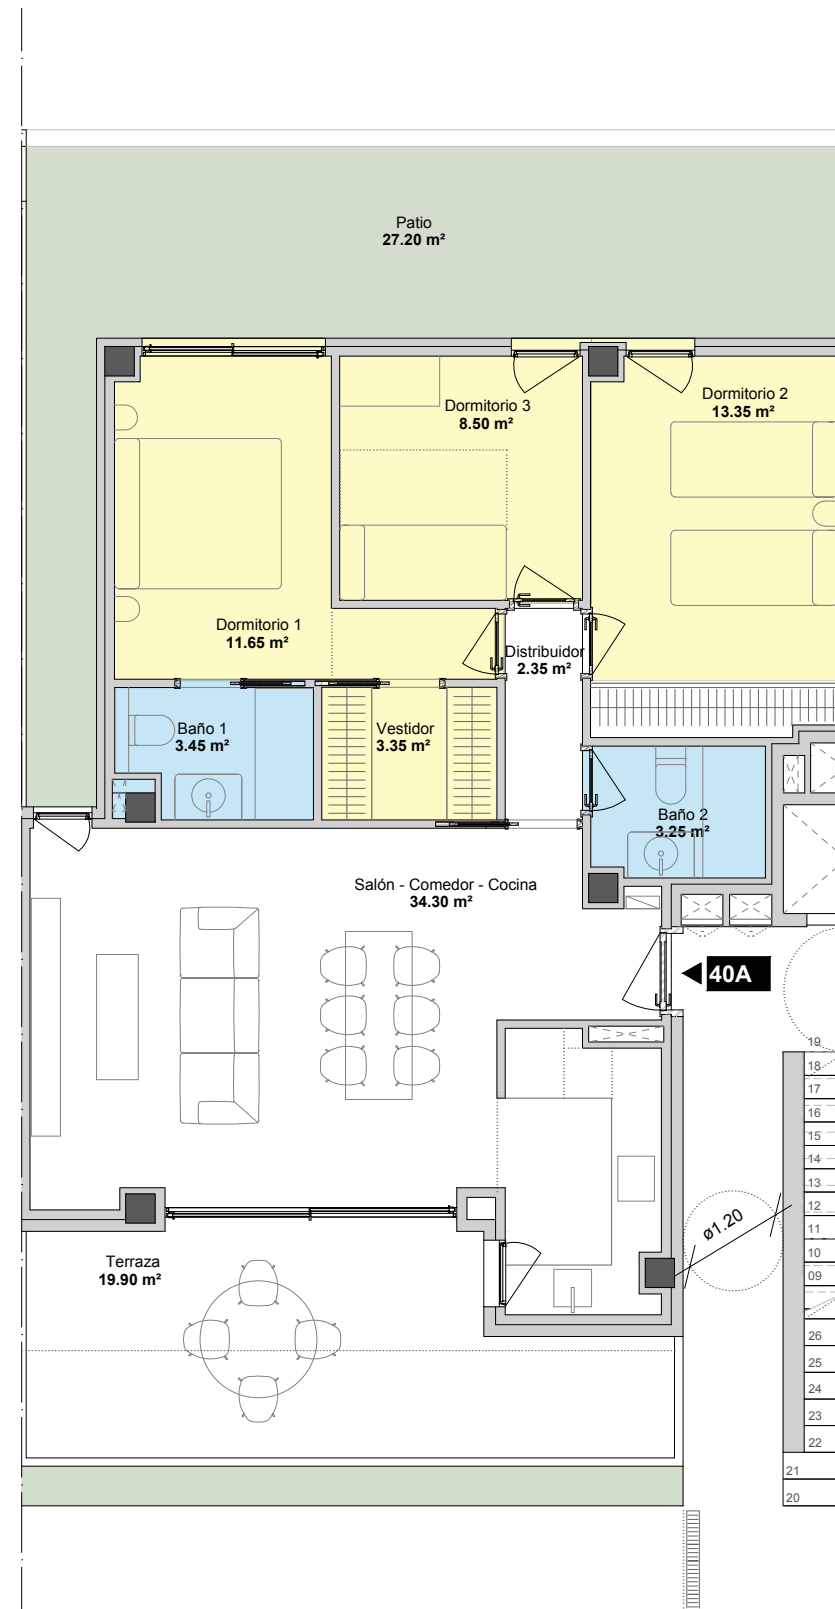 Patio
27.20 m²
Dormitorio 2
13.35 m²
Dormitorio 3
8.50 m²
Dormitorio 1
11.65 m²
Distribuidor
2.35 m²
Baño 1
3.45 m²
Vestidor
3.35 m²
Baño 2
3.25 m²
Salón - Comedor - Cocina
34.30 m²
40A
19
18
17
16
15
14
13
12
11
10
09
ø1.20
Terraza
19.90 m²
26
25
24
23
22
21
20